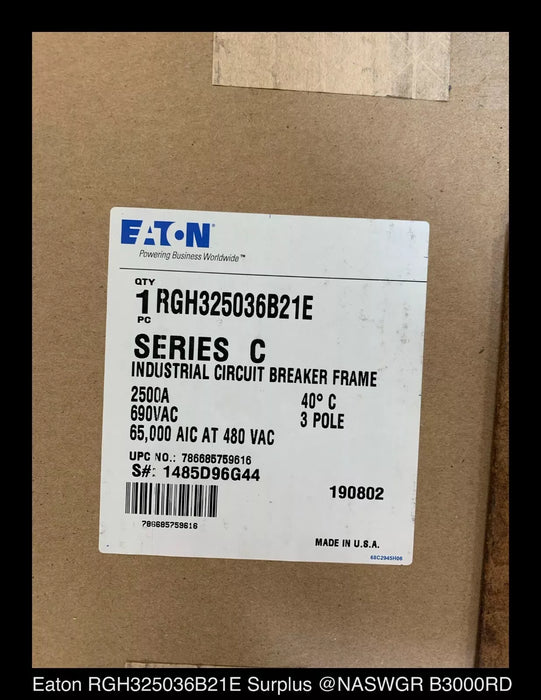 EATON
Powering Business Worldwide™
QTY
1 RGH325036B21E
PC
SERIES C
INDUSTRIAL CIRCUIT BREAKER FRAME
2500A 40° C
690VAC 3 POLE
65,000 AIC AT 480 VAC
UPC NO.: 786685759616
S#: 1485D96G44
190802
786685759616
MADE IN U.S.A.
68C2945H06
Eaton RGH325036B21E Surplus @NASWGR B3000RD